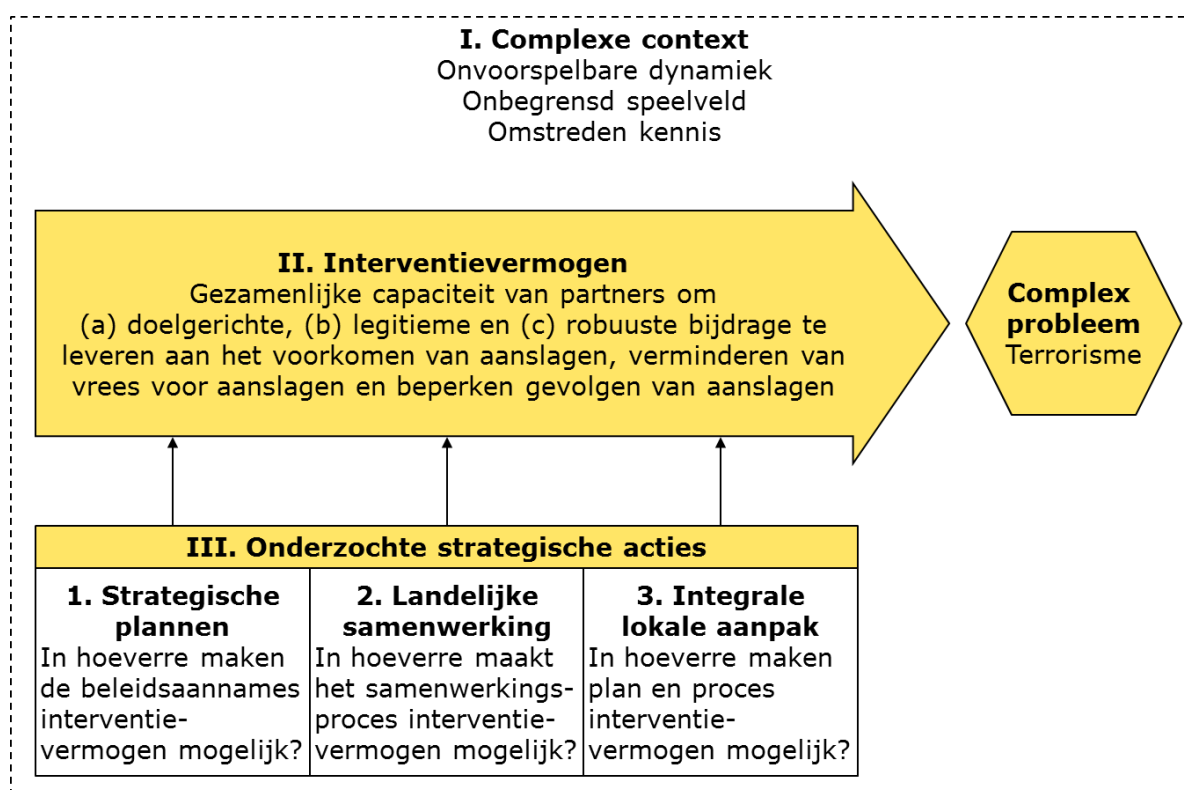 I. Complexe context
Onvoorspelbare dynamiek
Onbegrensd speelveld
Omstreden kennis
II. Interventievermogen
Gezamenlijke capaciteit van partners om
(a) doelgerichte, (b) legitieme en (c) robuuste bijdrage te
leveren aan het voorkomen van aanslagen, verminderen van
vrees voor aanslagen en beperken gevolgen van aanslagen
Complex
probleem
Terrorisme
III. Onderzochte strategische acties
1. Strategische
plannen
In hoeverre maken
de beleidsaannames
interventie-
vermogen mogelijk?
2. Landelijke
samenwerking
In hoeverre maakt
het samenwerkings-
proces interventie-
vermogen mogelijk?
3. Integrale
lokale aanpak
In hoeverre maken
plan en proces
interventie-
vermogen mogelijk?